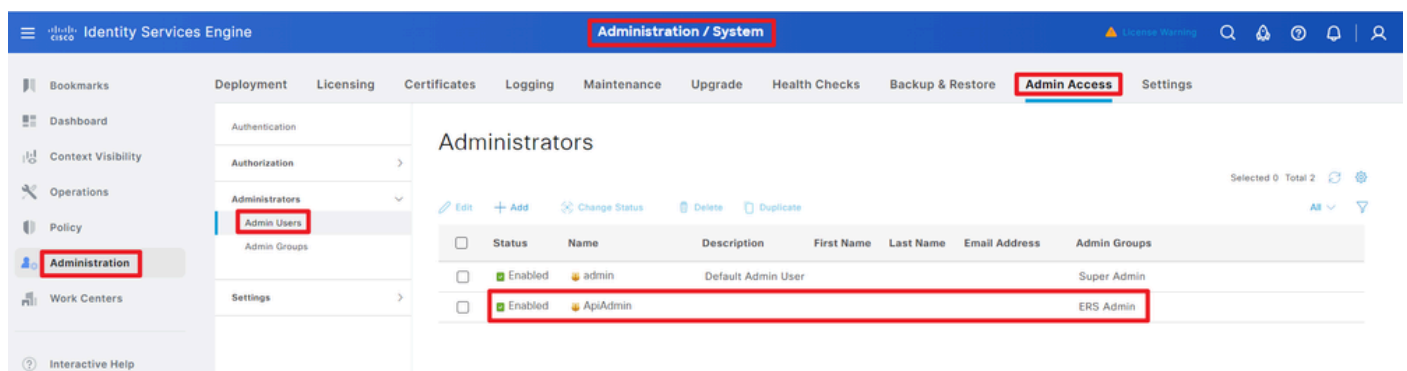 cisco Identity Services Engine
Administration / System
License Warning
Bookmarks
Dashboard
Context Visibility
Operations
Policy
Administration
Work Centers
Interactive Help
Deployment Licensing Certificates Logging Maintenance Upgrade Health Checks Backup & Restore Admin Access Settings
Authentication
Authorization
Administrators
Admin Users
Admin Groups
Settings
Administrators
Selected 0 Total 2
Edit Add Change Status Delete Duplicate All
Status Name Description First Name Last Name Email Address Admin Groups
Enabled admin Default Admin User Super Admin
Enabled ApiAdmin ERS Admin